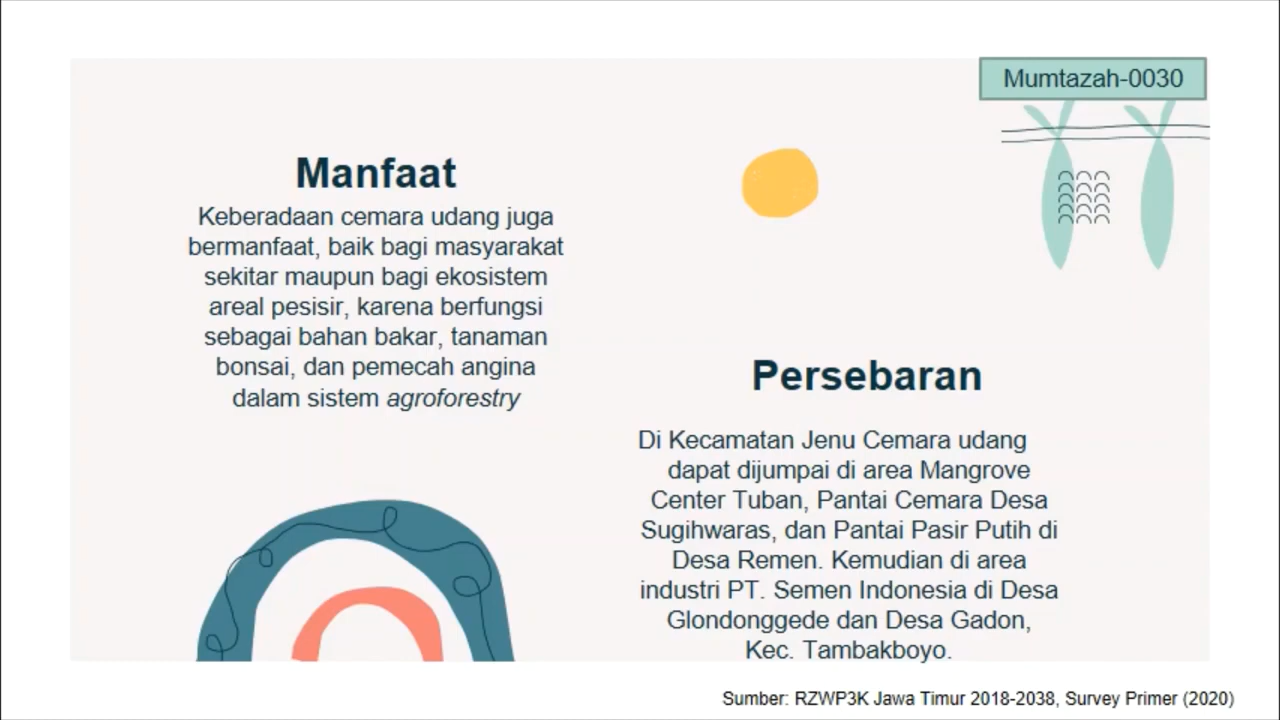 Mumtazah-0030
Manfaat
Keberadaan cemara udang juga
bermanfaat, baik bagi masyarakat
sekitar maupun bagi ekosistem
areal pesisir, karena berfungsi
sebagai bahan bakar, tanaman
bonsai, dan pemecah angina
dalam sistem agroforestry
Persebaran
Di Kecamatan Jenu Cemara udang
dapat dijumpai di area Mangrove
Center Tuban, Pantai Cemara Desa
Sugihwaras, dan Pantai Pasir Putih di
Desa Remen. Kemudian di area
industri PT. Semen Indonesia di Desa
Glondonggede dan Desa Gadon,
Kec. Tambakboyo.
Sumber: RZWP3K Jawa Timur 2018-2038, Survey Primer (2020)